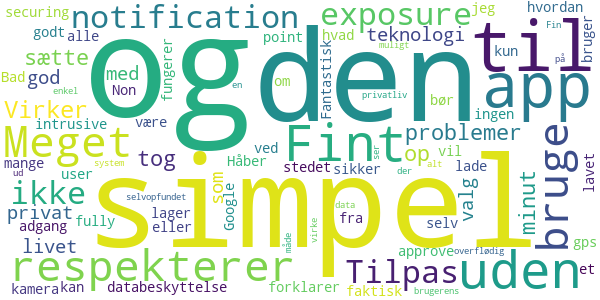 securing notification exposure jeg hvordan
godt alle sætte point hvad teknologi kun Fin bruger
Bad god med Non fungerer og den om Fantastisk muligt til på
enkel en privatliv bør app ingen
Virker intrusive være
Meget tog ved Fint ser problemer bruge
mange user Håber stedet sikker op vil alt lade et lavet
ikke som Google simpel der valg minut uden
system ud selvopfundet data
privat fully lager fra selv gps
adgang livet eller virke approve overflødig
respekterer måde Tilpas
kamera kan databeskyttelse forklarer faktisk brugerens